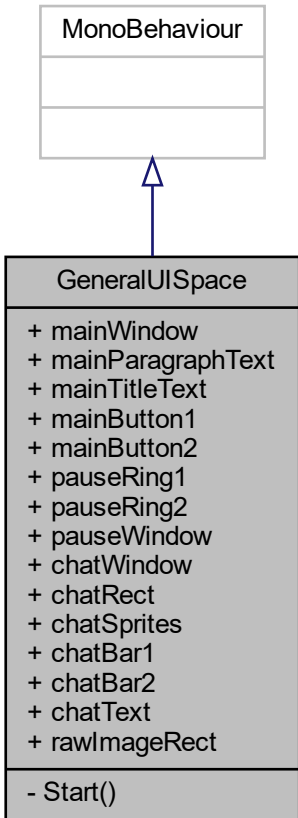 MonoBehaviour
GeneralUISpace
+ mainWindow
+ mainParagraphText
+ mainTitleText
+ mainButton1
+ mainButton2
+ pauseRing1
+ pauseRing2
+ pauseWindow
+ chatWindow
+ chatRect
+ chatSprites
+ chatBar1
+ chatBar2
+ chatText
+ rawImageRect
- Start()